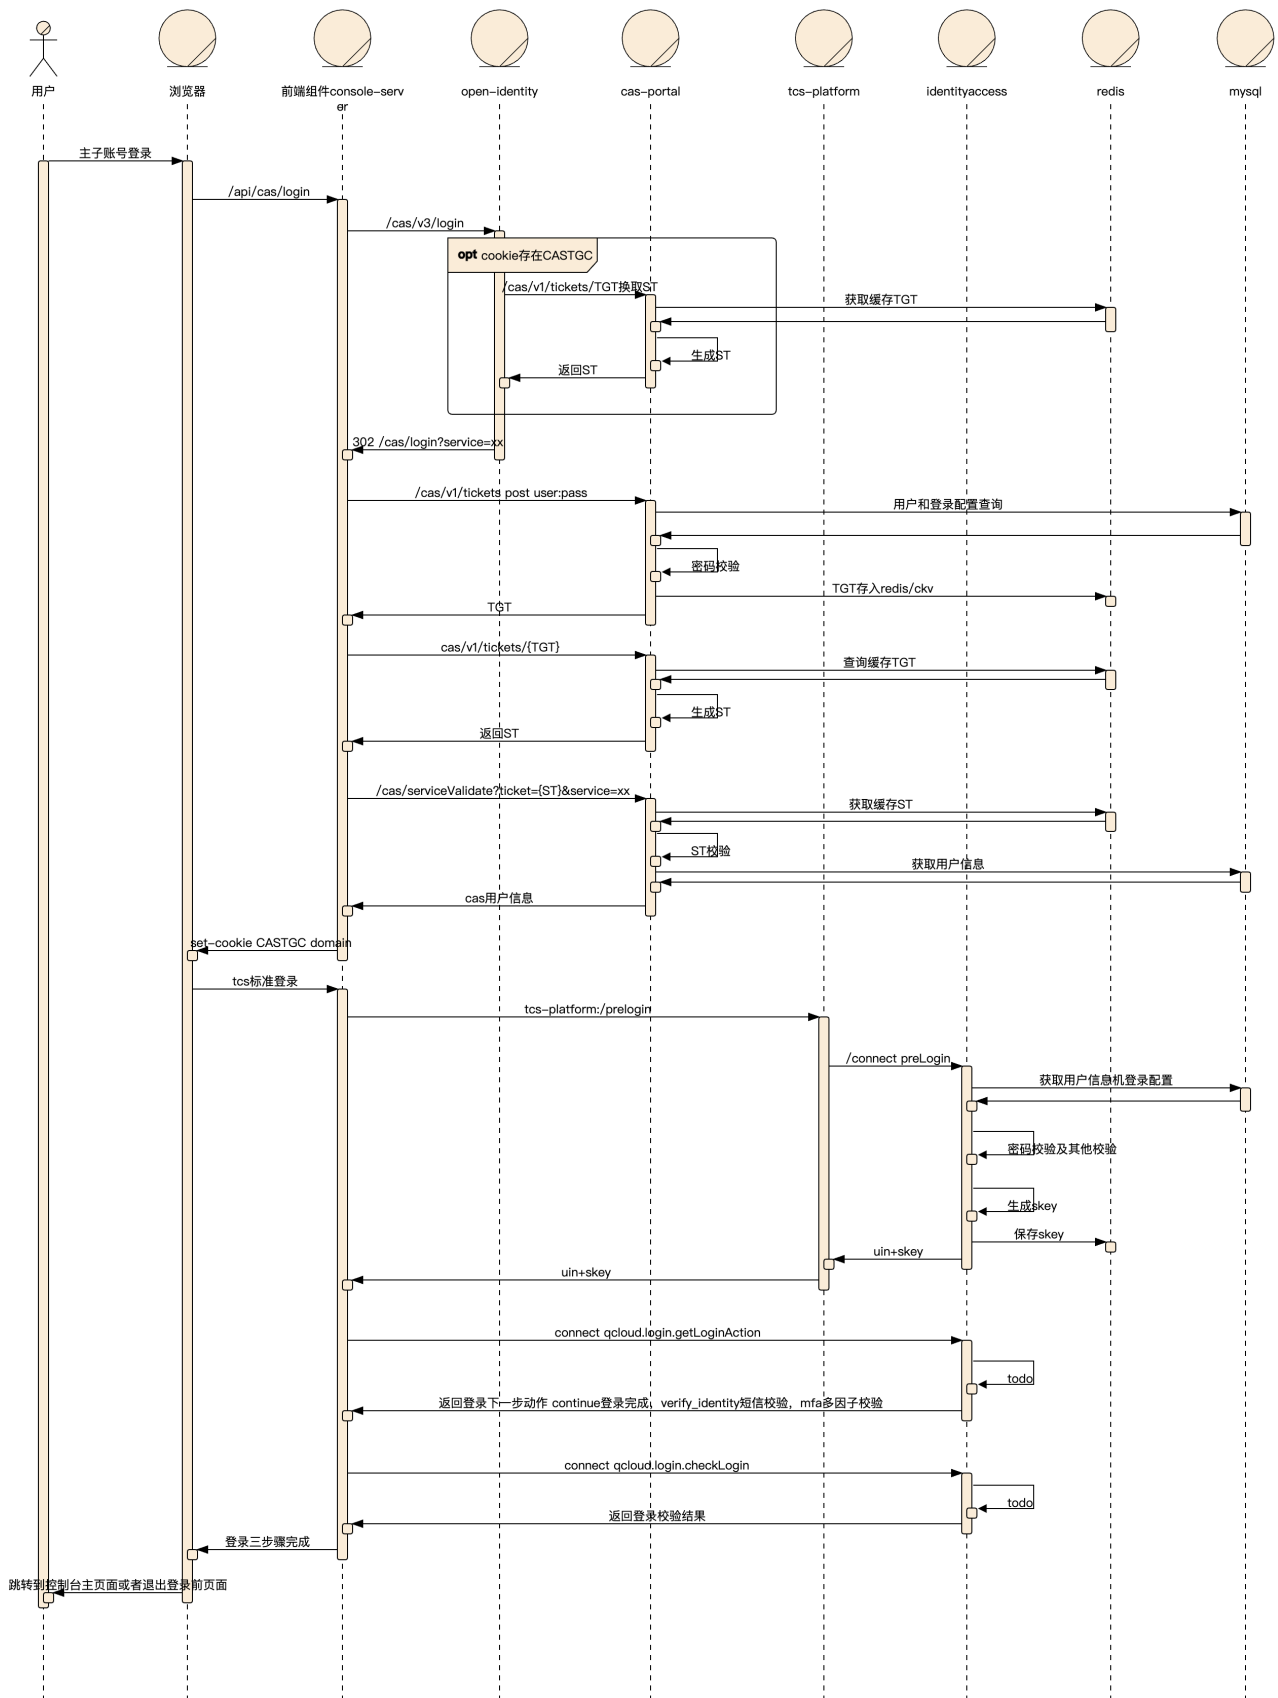 用户
浏览器
前端组件console-serv
er
open-identity
cas-portal
tcs-platform
identityaccess
redis
mysql
主子账号登录
/api/cas/login
/cas/v3/login
opt cookie存在CASTGC
/cas/v1/tickets/TGT换取ST
获取缓存TGT
生成ST
返回ST
302 /cas/login?service=xx
/cas/v1/tickets post user:pass
用户和登录配置查询
密码校验
TGT存入redis/ckv
TGT
cas/v1/tickets/{TGT}
查询缓存TGT
生成ST
返回ST
/cas/serviceValidate?ticket={ST}&service=xx
获取缓存ST
ST校验
获取用户信息
cas用户信息
set-cookie CASTGC domain
tcs标准登录
tcs-platform:/prelogin
/connect preLogin
获取用户信息机登录配置
密码校验及其他校验
生成skey
保存skey
uin+skey
uin+skey
connect qcloud.login.getLoginAction
todo
返回登录下一步动作 continue登录完成，verify_identity短信校验，mfa多因子校验
connect qcloud.login.checkLogin
todo
返回登录校验结果
登录三步骤完成
跳转到控制台主页面或者退出登录前页面